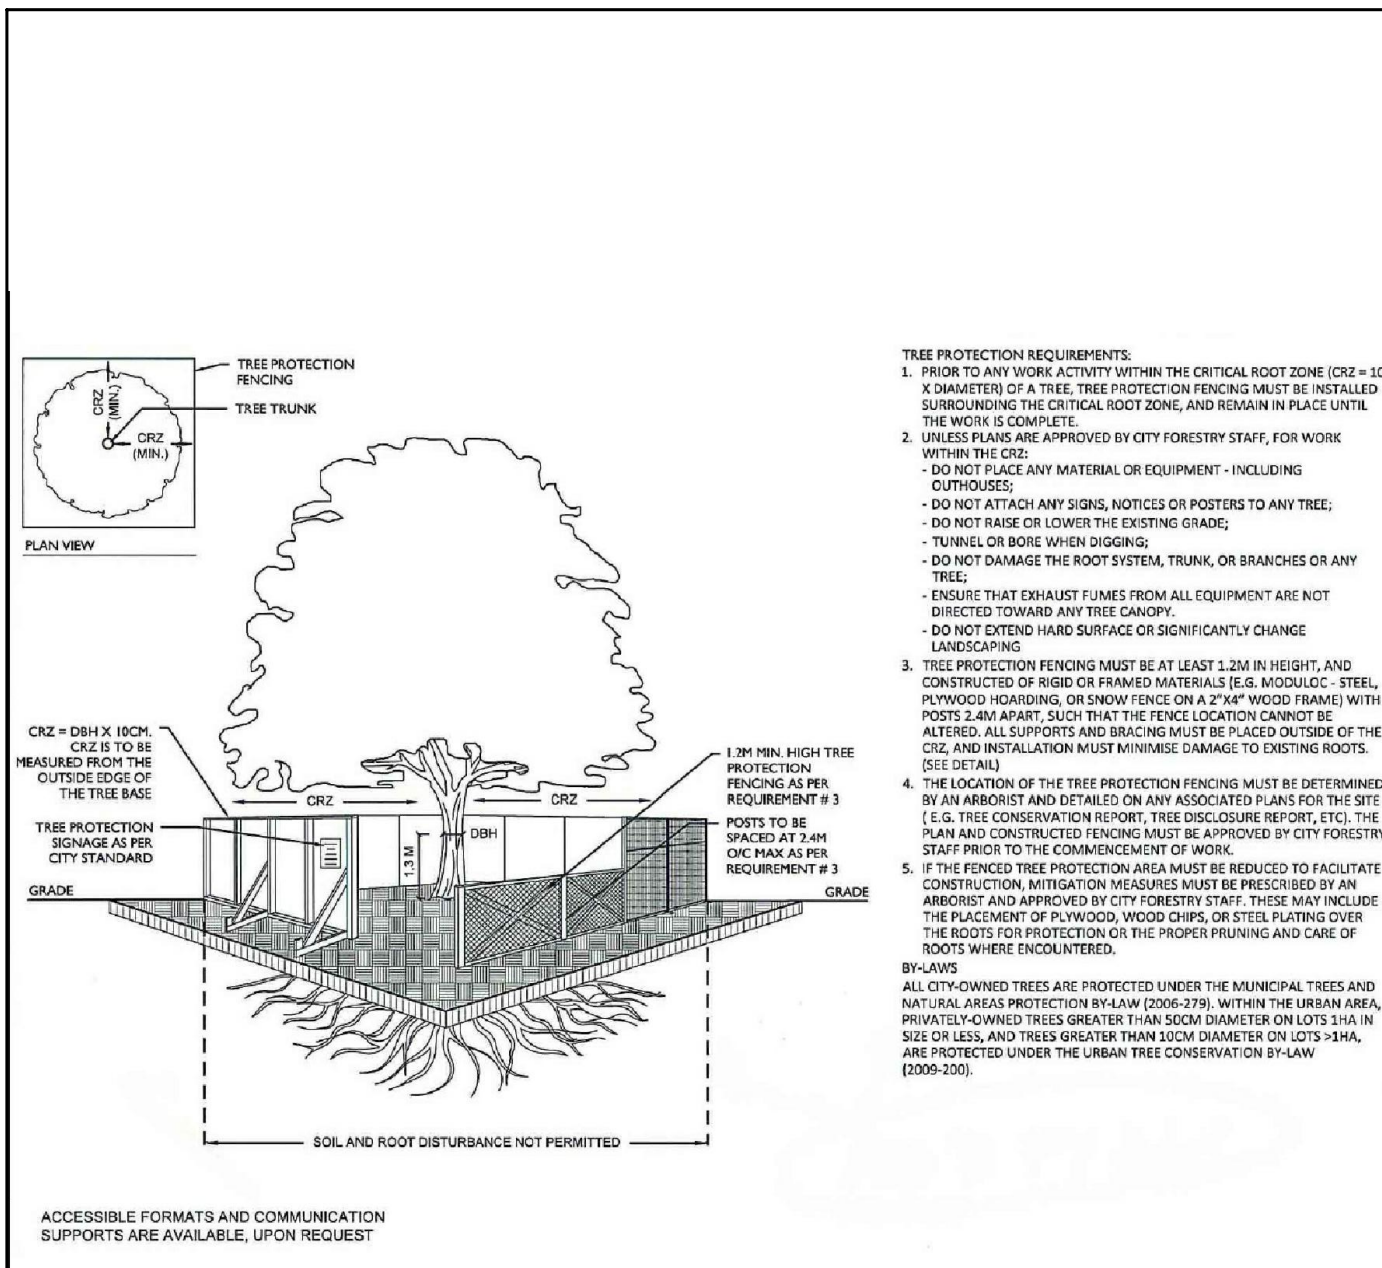 TREE PROTECTION
FENCING
TREE TRUNK
CRZ
(MIN.)
CRZ
(MIN.)
PLAN VIEW
CRZ = DBH X 10CM.
CRZ IS TO BE
MEASURED FROM THE
OUTSIDE EDGE OF
THE TREE BASE
TREE PROTECTION
SIGNAGE AS PER
CITY STANDARD
GRADE
CRZ
CRZ
DBH
1.3 M
1.2M MIN. HIGH TREE
PROTECTION
FENCING AS PER
REQUIREMENT # 3
POSTS TO BE
SPACED AT 2.4M
O/C MAX AS PER
REQUIREMENT # 3
GRADE
SOIL AND ROOT DISTURBANCE NOT PERMITTED
ACCESSIBLE FORMATS AND COMMUNICATION
SUPPORTS ARE AVAILABLE, UPON REQUEST
TREE PROTECTION REQUIREMENTS:
1. PRIOR TO ANY WORK ACTIVITY WITHIN THE CRITICAL ROOT ZONE (CRZ = 10
X DIAMETER) OF A TREE, TREE PROTECTION FENCING MUST BE INSTALLED
SURROUNDING THE CRITICAL ROOT ZONE, AND REMAIN IN PLACE UNTIL
THE WORK IS COMPLETE.
2. UNLESS PLANS ARE APPROVED BY CITY FORESTRY STAFF, FOR WORK
WITHIN THE CRZ:
- DO NOT PLACE ANY MATERIAL OR EQUIPMENT - INCLUDING
OUTHOUSES;
- DO NOT ATTACH ANY SIGNS, NOTICES OR POSTERS TO ANY TREE;
- DO NOT RAISE OR LOWER THE EXISTING GRADE;
- TUNNEL OR BORE WHEN DIGGING;
- DO NOT DAMAGE THE ROOT SYSTEM, TRUNK, OR BRANCHES OR ANY
TREE;
- ENSURE THAT EXHAUST FUMES FROM ALL EQUIPMENT ARE NOT
DIRECTED TOWARD ANY TREE CANOPY.
- DO NOT EXTEND HARD SURFACE OR SIGNIFICANTLY CHANGE
LANDSCAPING
3. TREE PROTECTION FENCING MUST BE AT LEAST 1.2M IN HEIGHT, AND
CONSTRUCTED OF RIGID OR FRAMED MATERIALS (E.G. MODULOC - STEEL,
PLYWOOD HOARDING, OR SNOW FENCE ON A 2"X4" WOOD FRAME) WITH
POSTS 2.4M APART, SUCH THAT THE FENCE LOCATION CANNOT BE
ALTERED. ALL SUPPORTS AND BRACING MUST BE PLACED OUTSIDE OF THE
CRZ, AND INSTALLATION MUST MINIMISE DAMAGE TO EXISTING ROOTS.
(SEE DETAIL)
4. THE LOCATION OF THE TREE PROTECTION FENCING MUST BE DETERMINED
BY AN ARBORIST AND DETAILED ON ANY ASSOCIATED PLANS FOR THE SITE
( E.G. TREE CONSERVATION REPORT, TREE DISCLOSURE REPORT, ETC). THE
PLAN AND CONSTRUCTED FENCING MUST BE APPROVED BY CITY FORESTRY
STAFF PRIOR TO THE COMMENCEMENT OF WORK.
5. IF THE FENCED TREE PROTECTION AREA MUST BE REDUCED TO FACILITATE
CONSTRUCTION, MITIGATION MEASURES MUST BE PRESCRIBED BY AN
ARBORIST AND APPROVED BY CITY FORESTRY STAFF. THESE MAY INCLUDE
THE PLACEMENT OF PLYWOOD, WOOD CHIPS, OR STEEL PLATING OVER
THE ROOTS FOR PROTECTION OR THE PROPER PRUNING AND CARE OF
ROOTS WHERE ENCOUNTERED.
BY-LAWS
ALL CITY-OWNED TREES ARE PROTECTED UNDER THE MUNICIPAL TREES AND
NATURAL AREAS PROTECTION BY-LAW (2006-279). WITHIN THE URBAN AREA,
PRIVATELY-OWNED TREES GREATER THAN 50CM DIAMETER ON LOTS 1HA IN
SIZE OR LESS, AND TREES GREATER THAN 10CM DIAMETER ON LOTS >1HA,
ARE PROTECTED UNDER THE URBAN TREE CONSERVATION BY-LAW
(2009-200).